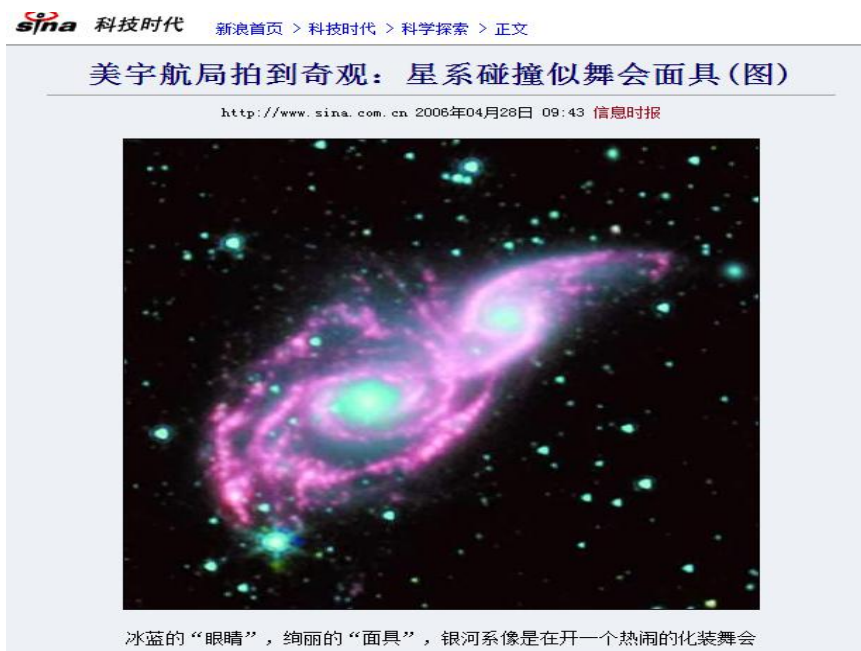 sina 科技时代 新浪首页 > 科技时代 > 科学探索 > 正文
美宇航局拍到奇观：星系碰撞似舞会面具(图)
http://www.sina.com.cn 2006年04月28日 09:43 信息时报
冰蓝的“眼睛”，绚丽的“面具”，银河系像是在开一个热闹的化装舞会